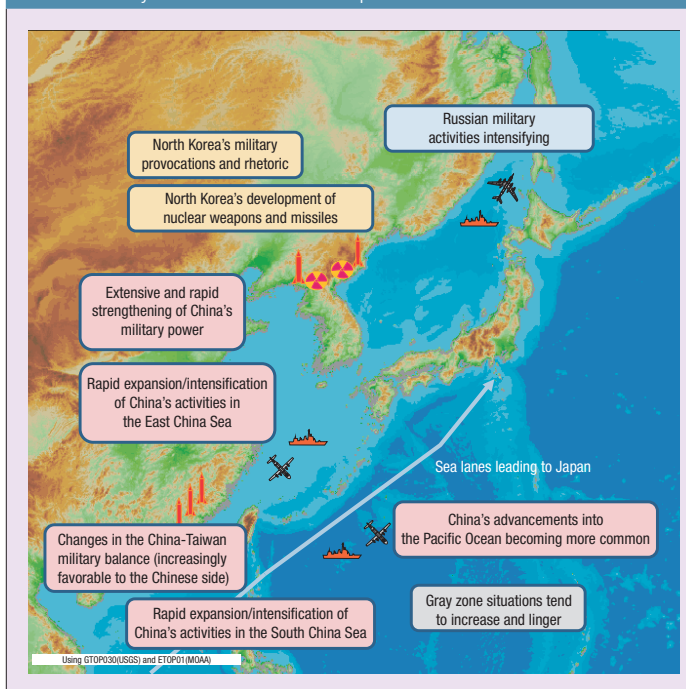 Russian military
activities intensifying
North Korea's military
provocations and rhetoric
North Korea's development of
nuclear weapons and missiles
Extensive and rapid
strengthening of China's
military power
Rapid expansion/intensification
of China's activities in
the East China Sea
Sea lanes leading to Japan
China's advancements into
the Pacific Ocean becoming more common
Changes in the China-Taiwan
military balance (increasingly
favorable to the Chinese side)
Rapid expansion/intensification of
China's activities in the South China Sea
Gray zone situations tend
to increase and linger
Using GTOP030(USGS) and ETOP01(MOAA)